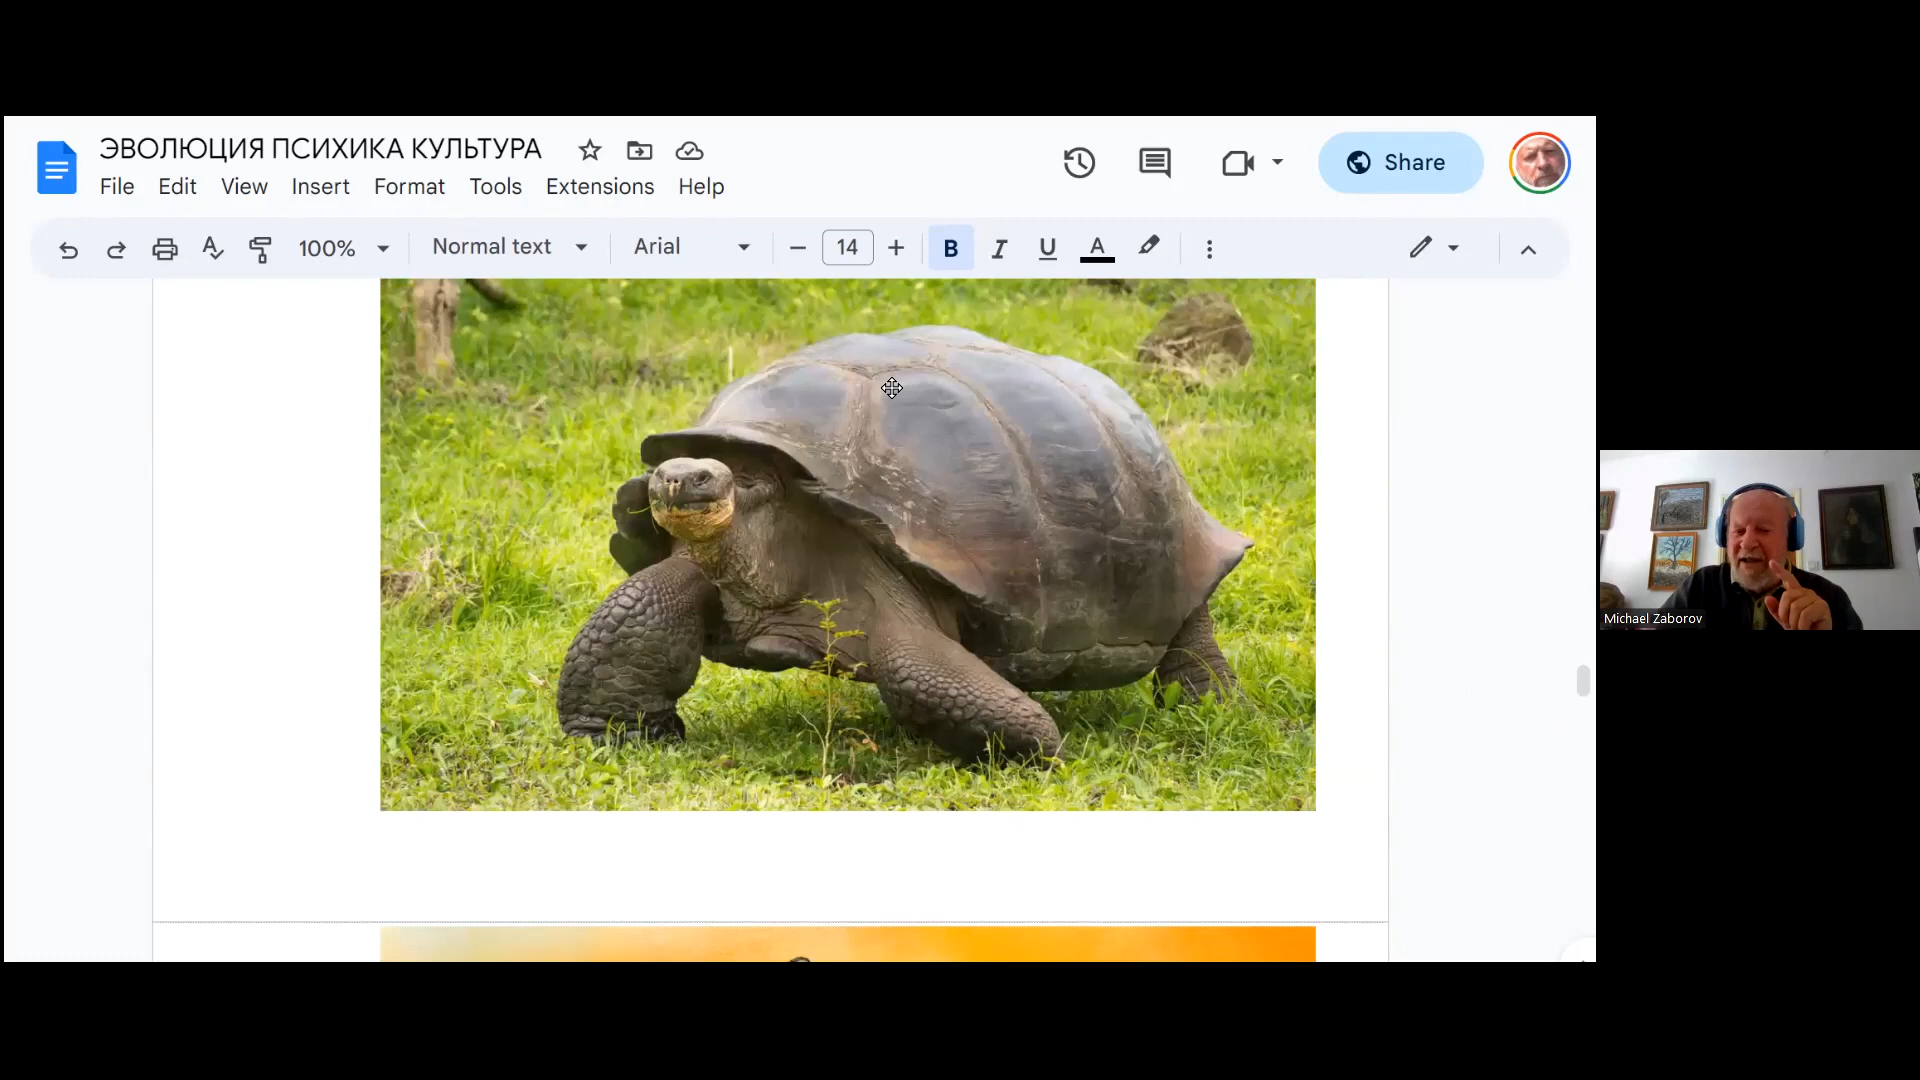 ЭВОЛЮЦИЯ ПСИХИКА КУЛЬТУРА
File Edit View Insert Format Tools Extensions Help
Share
100% Normal text Arial 14 B I U A
Michael Zaborov